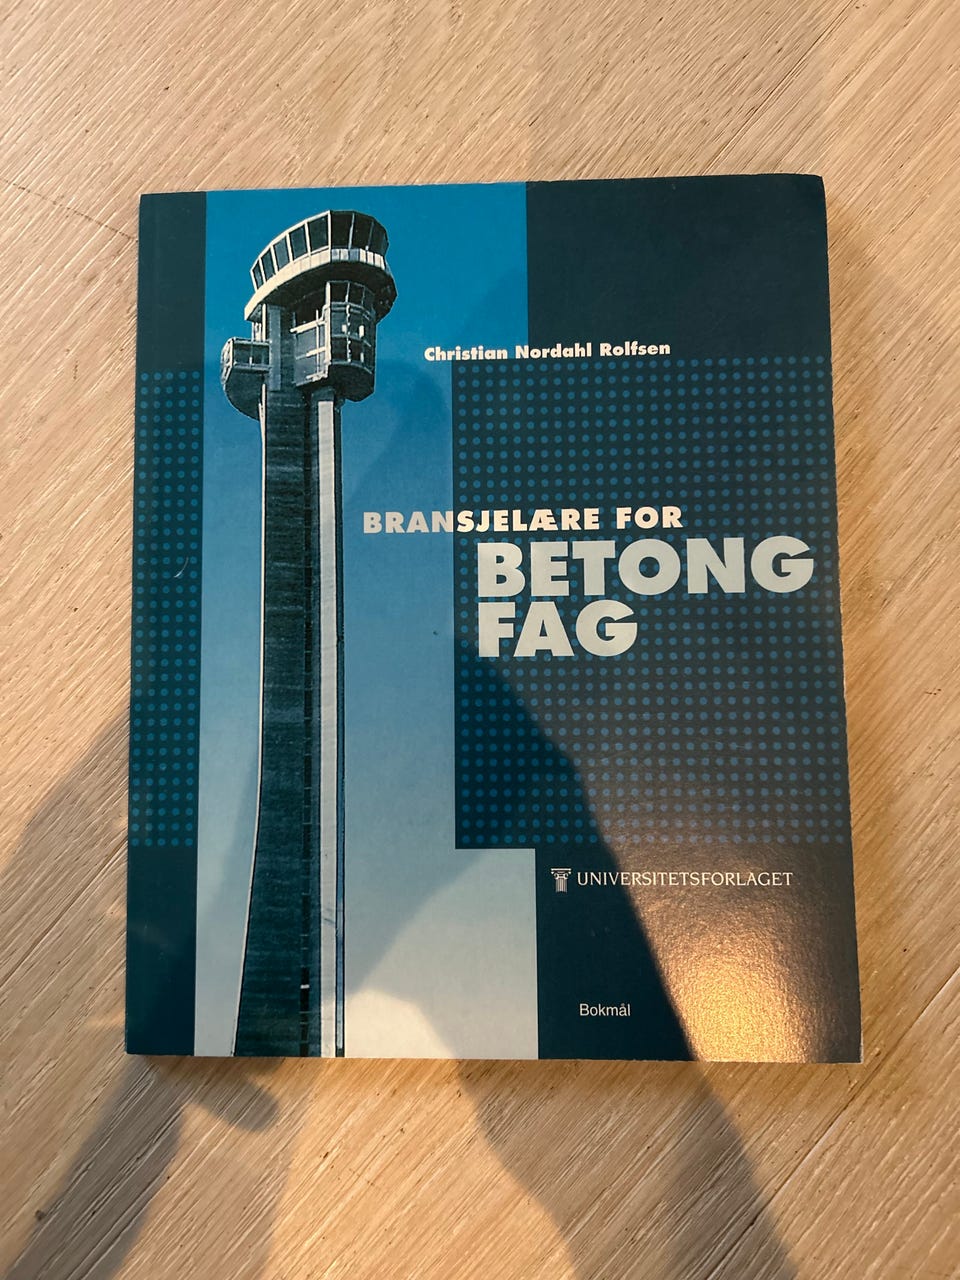 Christian Nordahl Rolfsen
BRANSJELÆRE FOR
BETONG
FAG
UNIVERSITETSFORLAGET
Bokmål